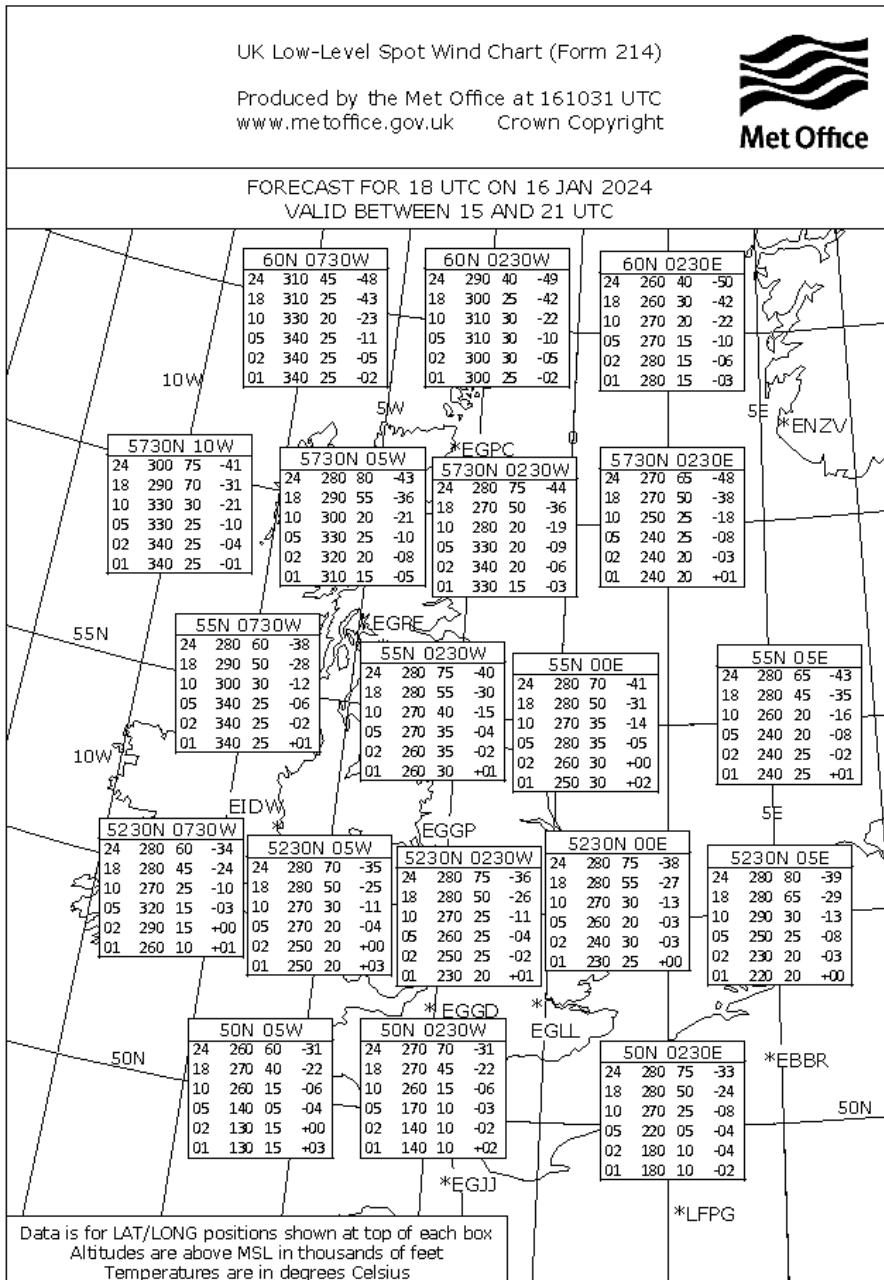 UK Low-Level Spot Wind Chart (Form 214)
Produced by the Met Office at 161031 UTC
www.metoffice.gov.uk Crown Copyright
Met Office
FORECAST FOR 18 UTC ON 16 JAN 2024
VALID BETWEEN 15 AND 21 UTC
60N 0730W
24 310 45 -48
18 310 25 -43
10 330 20 -23
05 340 25 -11
02 340 25 -05
01 340 25 -02
60N 0230W
24 290 40 -49
18 300 25 -42
10 310 30 -22
05 310 30 -10
02 300 30 -05
01 300 25 -02
60N 0230E
24 260 40 -50
18 260 30 -42
10 270 20 -22
05 270 15 -10
02 280 15 -06
01 280 15 -03
10W
5W
5E
*ENZV
0
*EGPC
5730N 10W
24 300 75 -41
18 290 70 -31
10 330 30 -21
05 330 25 -10
02 340 25 -04
01 340 25 -01
5730N 05W
24 280 80 -43
18 290 55 -36
10 300 20 -21
05 330 25 -10
02 320 20 -08
01 310 15 -05
5730N 0230W
24 280 75 -44
18 270 50 -36
10 280 20 -19
05 330 20 -09
02 340 20 -06
01 330 15 -03
5730N 0230E
24 270 65 -48
18 270 50 -38
10 250 25 -18
05 240 25 -08
02 240 20 -03
01 240 20 +01
55N
55N 0730W
24 280 60 -38
18 290 50 -28
10 300 30 -12
05 340 25 -06
02 340 25 -02
01 340 25 +01
55N 0230W
24 280 75 -40
18 280 55 -30
10 270 40 -15
05 270 35 -04
02 260 35 -02
01 260 30 +01
55N 00E
24 280 70 -41
18 280 50 -31
10 270 35 -14
05 280 35 -05
02 260 30 +00
01 250 30 +02
55N 05E
24 280 65 -43
18 280 45 -35
10 260 20 -16
05 240 20 -08
02 240 25 -02
01 240 25 +01
10W
EIDW
*
EGGP
5E
5230N 0730W
24 280 60 -34
18 280 45 -24
10 270 25 -10
05 320 15 -03
02 290 15 +00
01 260 10 +01
5230N 05W
24 280 70 -35
18 280 50 -25
10 270 30 -11
05 270 20 -04
02 250 20 +00
01 250 20 +03
5230N 0230W
24 280 75 -36
18 280 50 -26
10 270 25 -11
05 260 25 -04
02 250 25 -02
01 230 20 +01
5230N 00E
24 280 75 -38
18 280 55 -27
10 270 30 -13
05 260 20 -03
02 240 30 -03
01 230 25 +00
5230N 05E
24 280 80 -39
18 280 65 -29
10 290 30 -13
05 250 25 -08
02 230 20 -03
01 220 20 +00
*EGGD
*
EGLL
50N
50N 05W
24 260 60 -31
18 270 40 -22
10 260 15 -06
05 140 05 -04
02 130 15 +00
01 130 15 +03
50N 0230W
24 270 70 -31
18 270 45 -22
10 260 15 -06
05 170 10 -03
02 140 10 -02
01 140 10 +02
50N 0230E
24 280 75 -33
18 280 50 -24
10 270 25 -08
05 220 05 -04
02 180 10 -04
01 180 10 -02
*EBBR
50N
*EGJJ
*LFPG
Data is for LAT/LONG positions shown at top of each box
Altitudes are above MSL in thousands of feet
Temperatures are in degrees Celsius